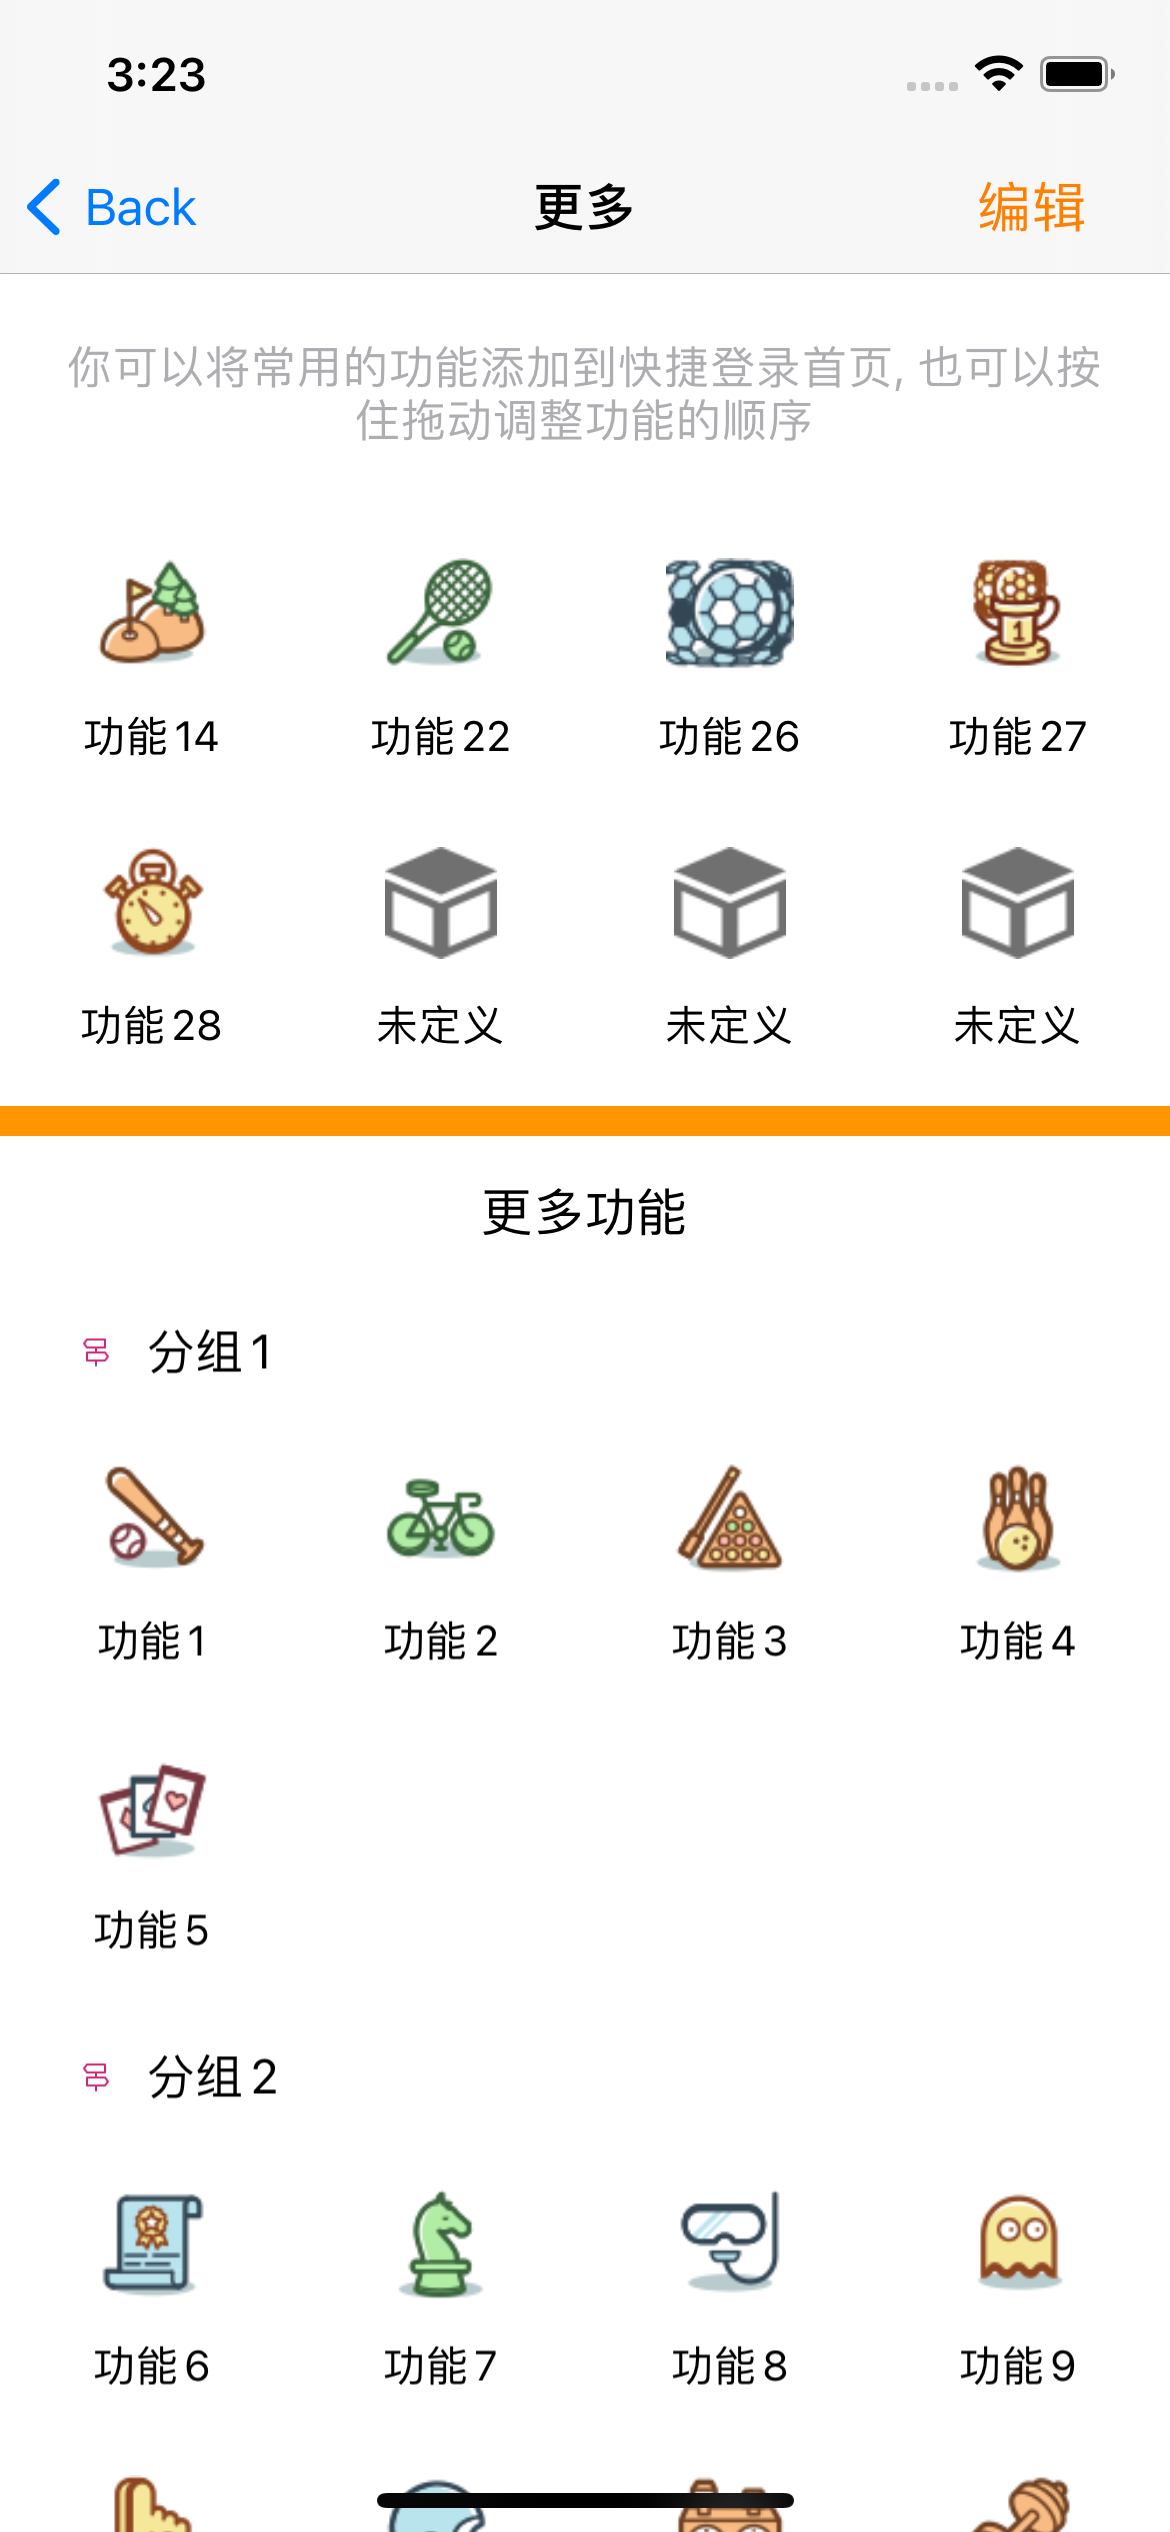 3:23
Back
更多
编辑
你可以将常用的功能添加到快捷登录首页, 也可以按
住拖动调整功能的顺序
功能14
功能22
功能26
1
功能27
功能28
未定义
未定义
未定义
更多功能
分组1
功能1
功能2
功能3
功能4
功能5
分组2
功能6
功能7
功能8
功能9